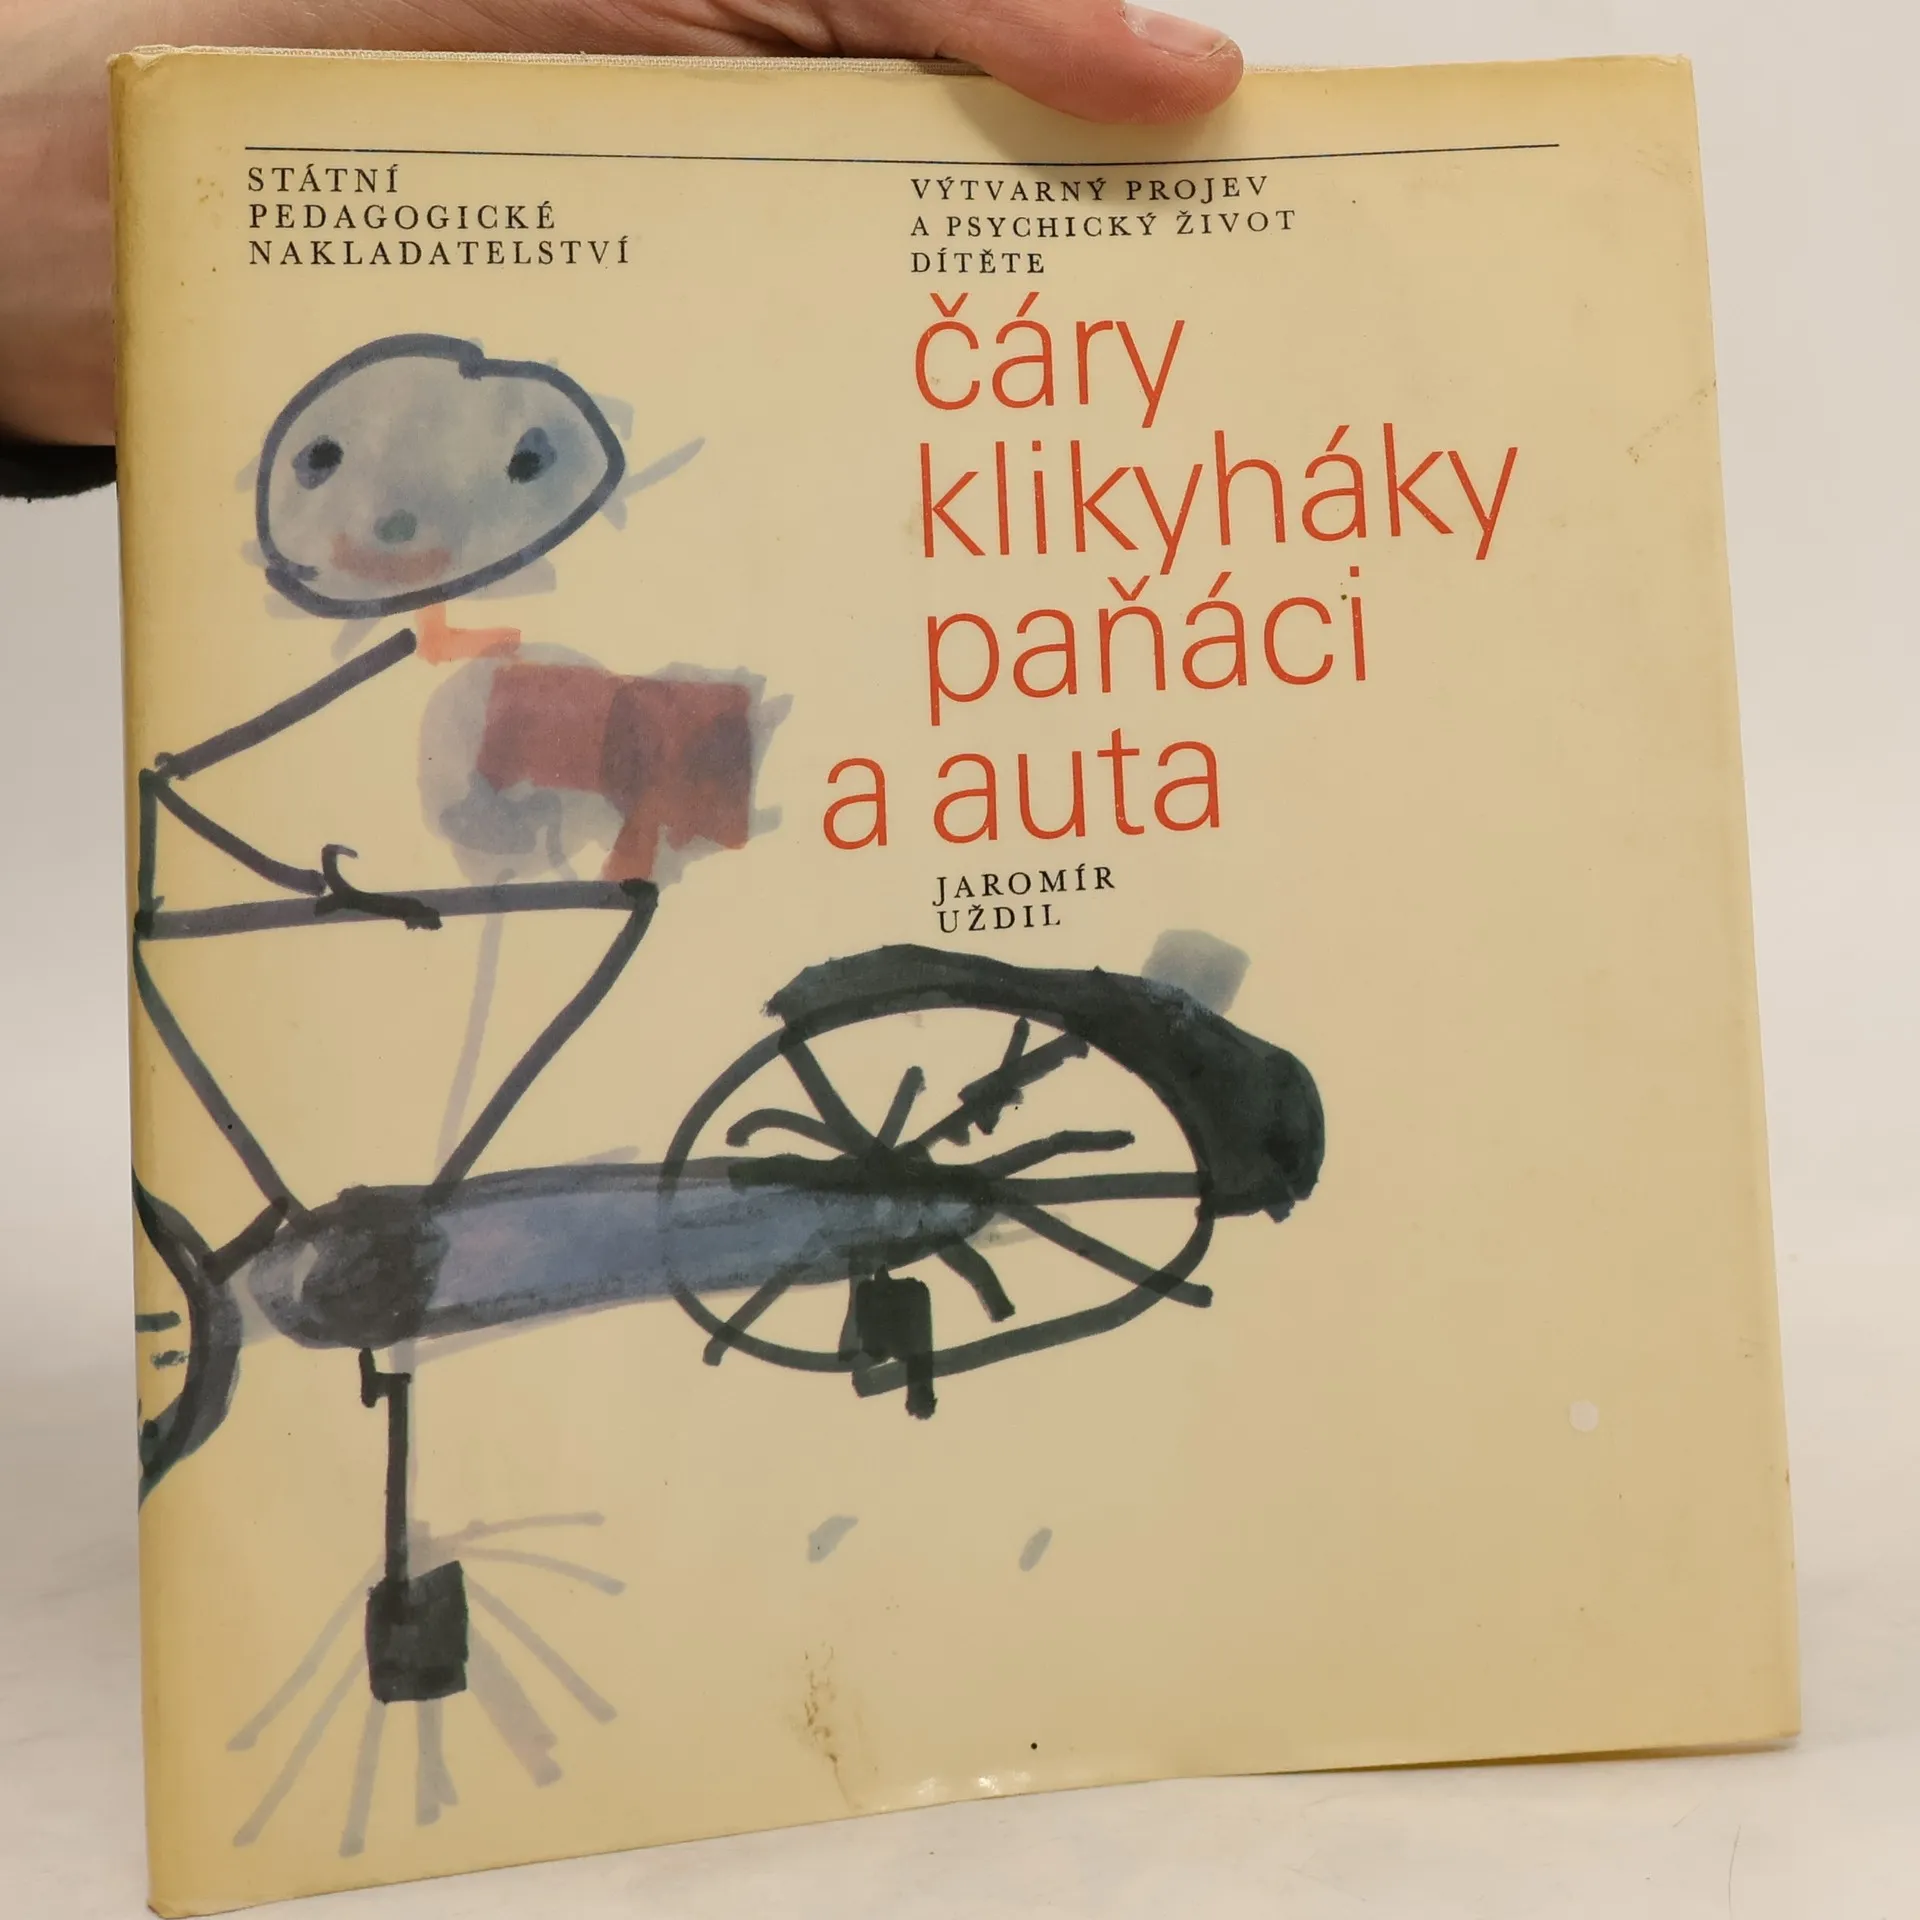 STÁTNÍ
PEDAGOGICKÉ
NAKLADATELSTVÍ
VÝTVARNÝ PROJEV
A PSYCHICKÝ ŽIVOT
DÍTĚTE
čáry
klikyháky
paňáci
a auta
JAROMÍR
UŽDIL